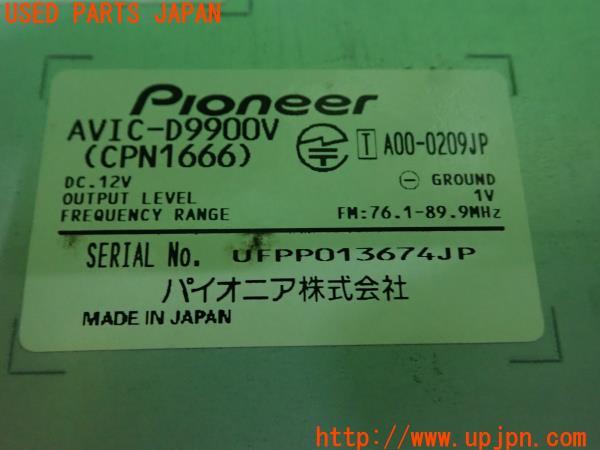 USED PARTS JAPAN
Pioneer
AVIC-D9900V
(CPN1666)
T A00-0209JP
DC.12V
⊖ GROUND
OUTPUT LEVEL 1V
FREQUENCY RANGE FM:76.1-89.9MHz
SERIAL No. UFPP013674JP
パイオニア株式会社
MADE IN JAPAN
http://www.upjpn.com